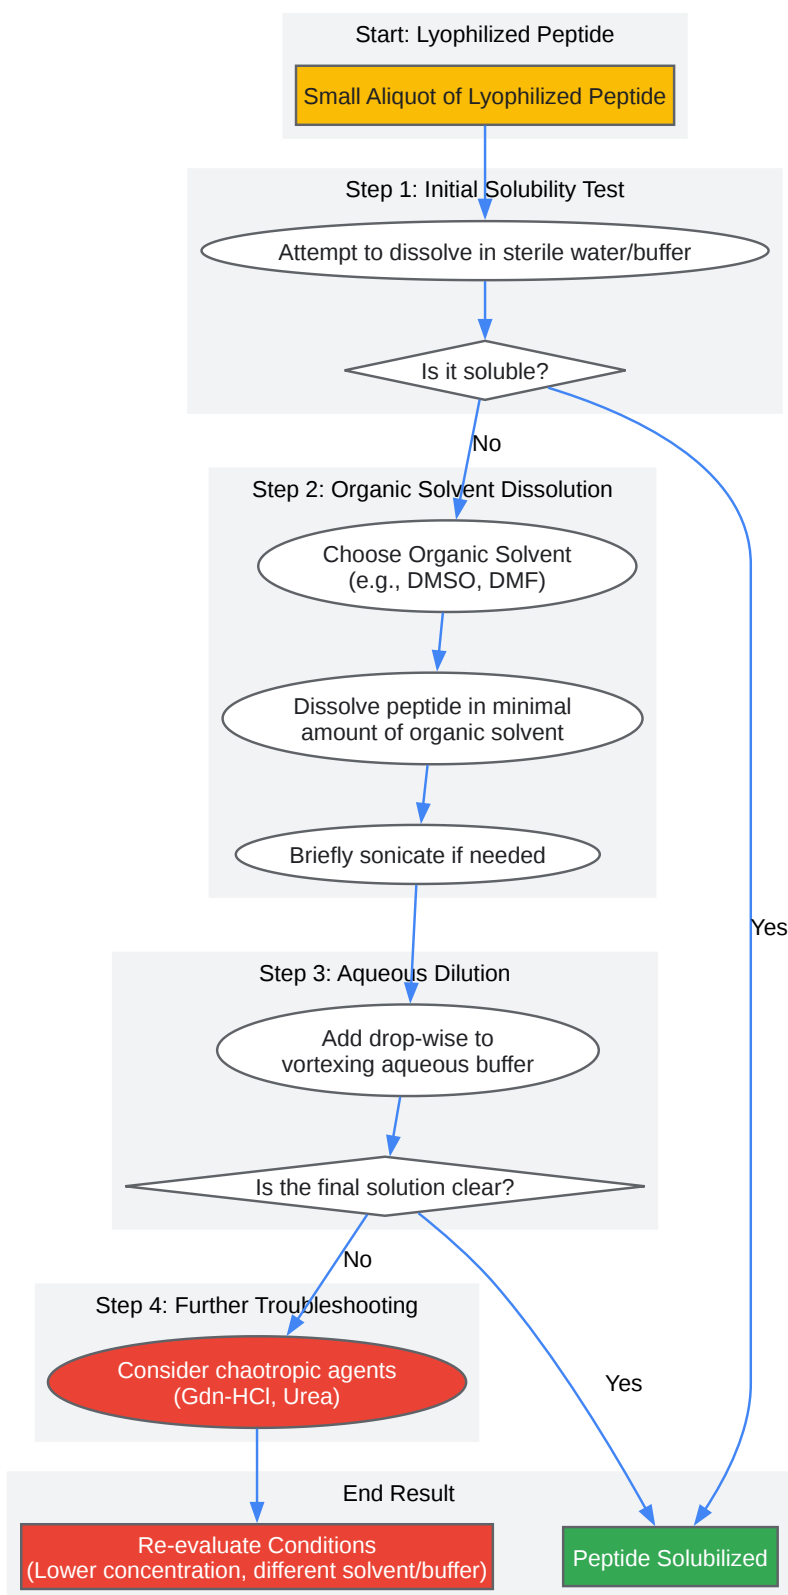 Start: Lyophilized Peptide
Small Aliquot of Lyophilized Peptide
Step 1: Initial Solubility Test
Attempt to dissolve in sterile water/buffer
Is it soluble?
No
Step 2: Organic Solvent Dissolution
Choose Organic Solvent
(e.g., DMSO, DMF)
Dissolve peptide in minimal
amount of organic solvent
Briefly sonicate if needed
Yes
Step 3: Aqueous Dilution
Add drop-wise to
vortexing aqueous buffer
Is the final solution clear?
No
Step 4: Further Troubleshooting
Consider chaotropic agents
(Gdn-HCl, Urea)
Yes
End Result
Re-evaluate Conditions
(Lower concentration, different solvent/buffer)
Peptide Solubilized